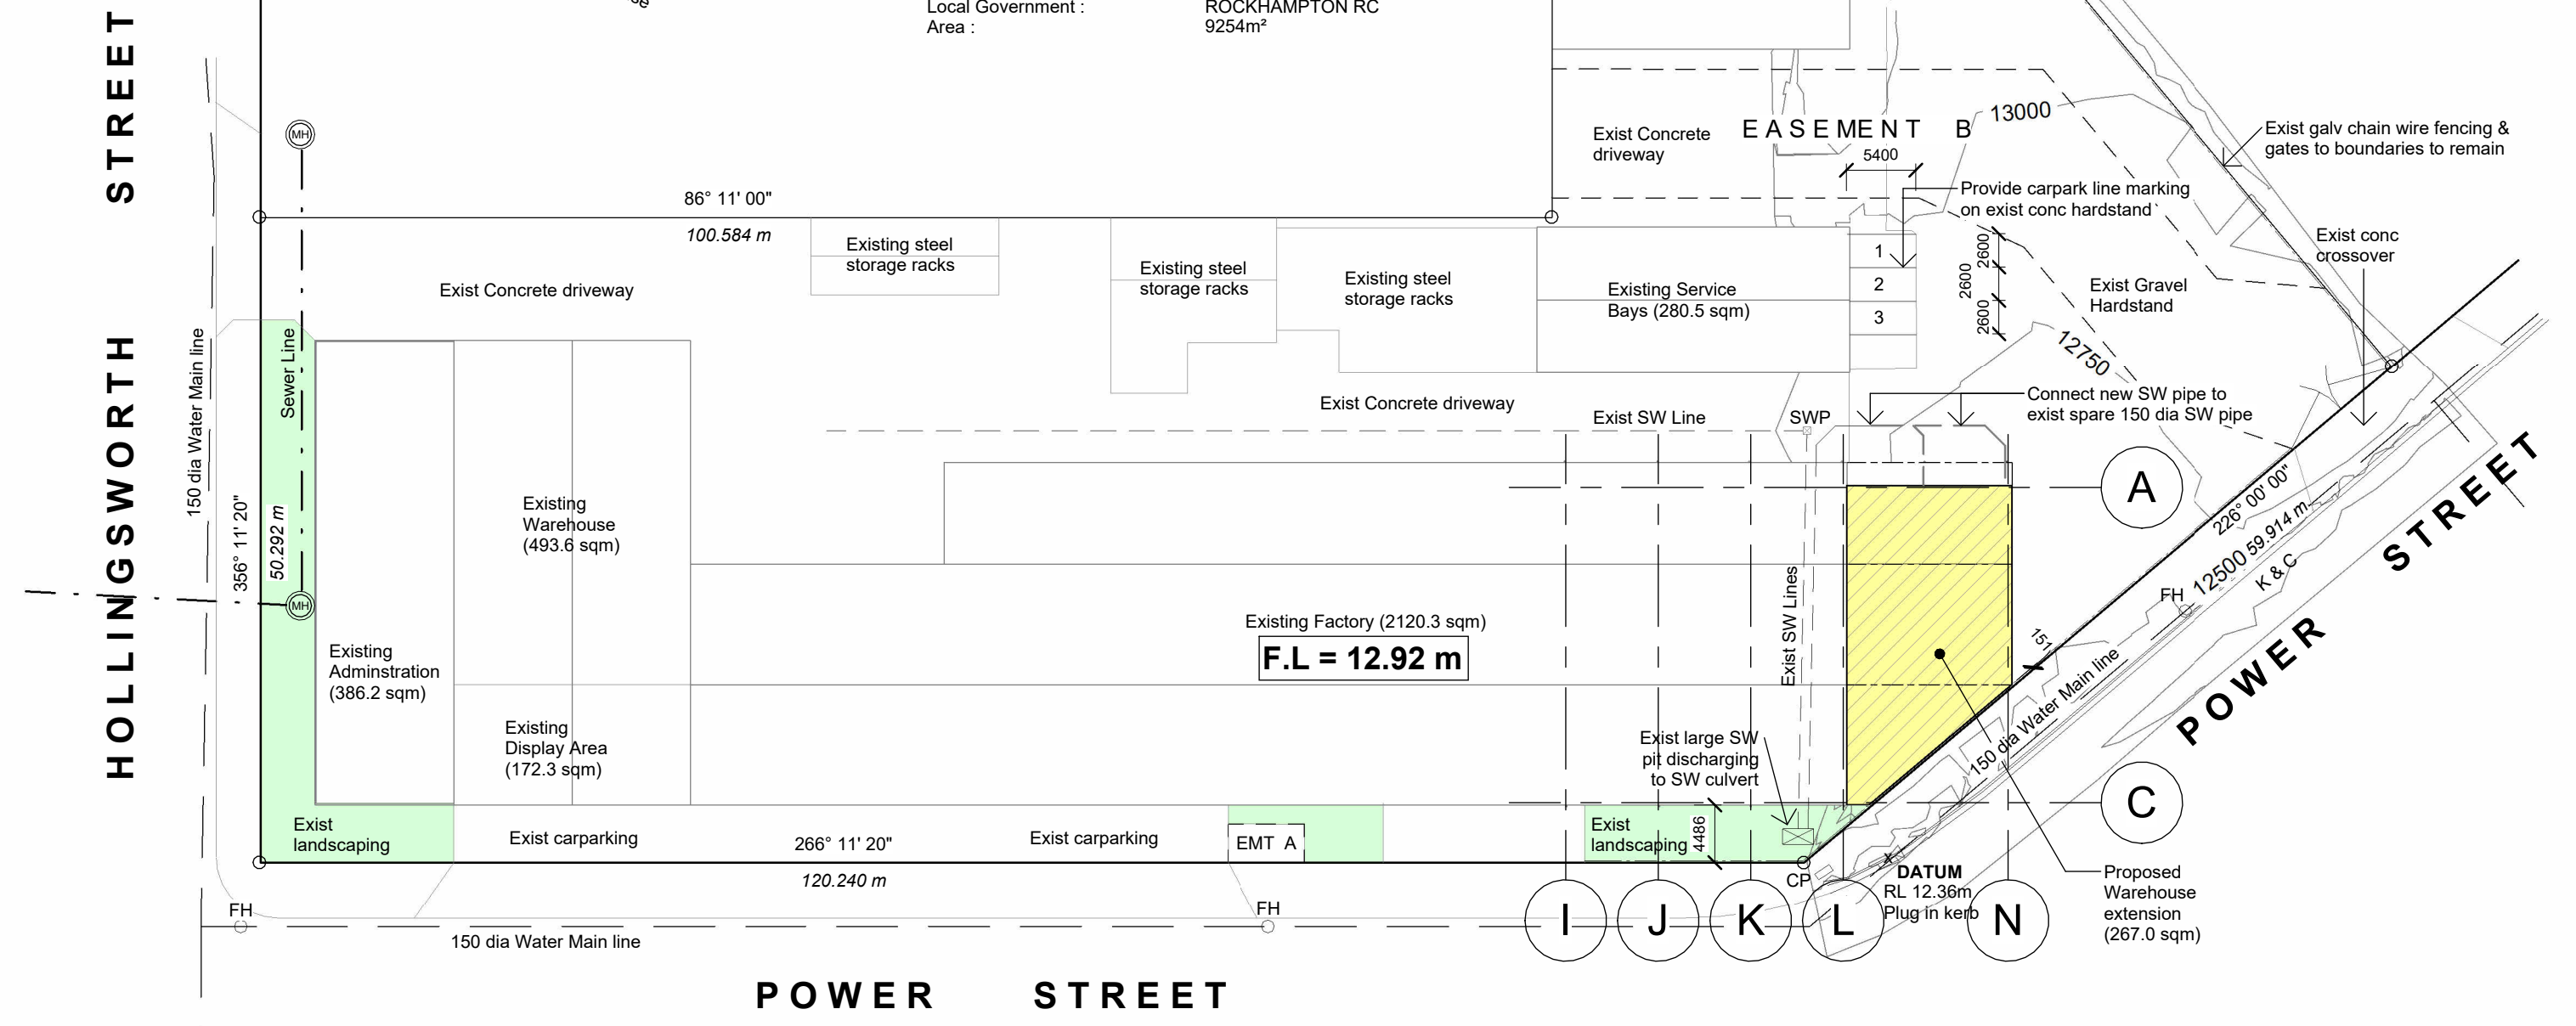 Local Government :
ROCKHAMPTON RC
Area :
9254m²
HOLLINGSWORTH STREET
MH
86° 11' 00"
100.584 m
Existing steel
storage racks
Existing steel
storage racks
Existing steel
storage racks
Exist Concrete driveway
Exist Concrete
driveway
EASEMENT B
13000
5400
Exist galv chain wire fencing &
gates to boundaries to remain
Provide carpark line marking
on exist conc hardstand
Exist conc
crossover
1
2
3
2600
2600
2600
Exist Gravel
Hardstand
Existing Service
Bays (280.5 sqm)
12750
150 dia Water Main line
Sewer Line
Exist Concrete driveway
Exist SW Line
SWP
Connect new SW pipe to
exist spare 150 dia SW pipe
A
356° 11' 20"
50.292 m
Existing
Warehouse
(493.6 sqm)
226° 00' 00"
59.914 m
12500
K & C
FH
POWER STREET
MH
Existing Factory (2120.3 sqm)
F.L = 12.92 m
Exist SW Lines
151
150 dia Water Main line
Existing
Adminstration
(386.2 sqm)
Existing
Display Area
(172.3 sqm)
Exist large SW
pit discharging
to SW culvert
C
Exist
landscaping
Exist carparking
266° 11' 20"
120.240 m
Exist carparking
EMT A
Exist
landscaping
4486
CP
x
DATUM
RL 12.36m
Plug in kerb
Proposed
Warehouse
extension
(267.0 sqm)
FH
FH
I
J
K
L
N
150 dia Water Main line
POWER STREET